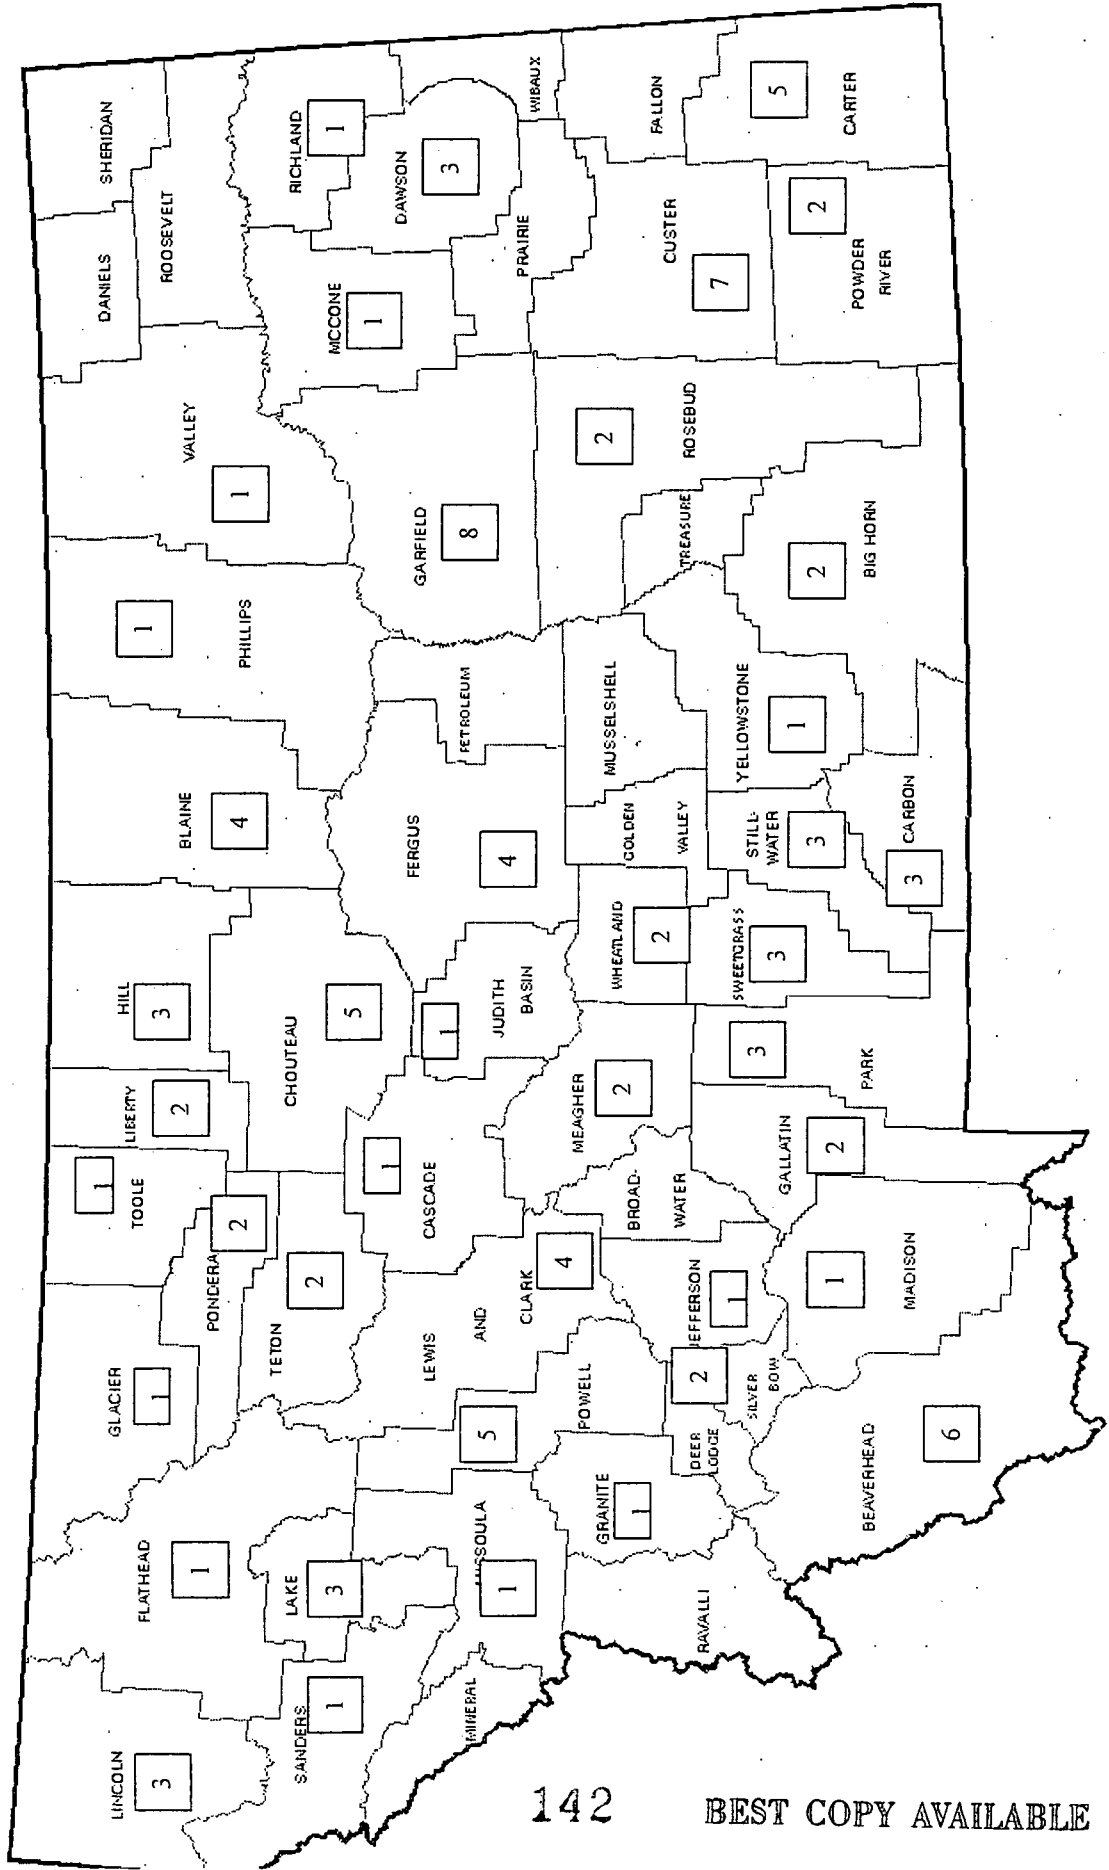 LINCOLN
3
FLATHEAD
1
GLACIER
1
TOOLE
1
LIBERTY
2
HILL
3
BLAINE
4
PHILLIPS
1
VALLEY
1
DANIELS
SHERIDAN
ROOSEVELT
SANDERS
1
LAKE
3
PONDERA
2
TETON
2
CHOUTEAU
5
MCCONE
1
RICHLAND
1
DAWSON
3
WIBAUX
PRAIRIE
MINERAL
MISSOULA
1
5
POWELL
LEWIS
AND
CLARK
4
CASCADE
1
JUDITH
BASIN
1
FERGUS
4
PETROLEUM
GARFIELD
8
RAVALLI
GRANITE
1
DEER
LODGE
2
SILVER
BOW
JEFFERSON
1
BROAD-
WATER
MEAGHER
2
WHEATLAND
2
GOLDEN
VALLEY
MUSSELSHELL
TREASURE
ROSEBUD
2
CUSTER
7
FALLON
BEAVERHEAD
6
MADISON
1
GALLATIN
2
PARK
3
SWEETGRASS
3
STILL-
WATER
3
CARBON
3
YELLOWSTONE
1
BIG HORN
2
POWDER
RIVER
2
CARTER
5
142
BEST COPY AVAILABLE